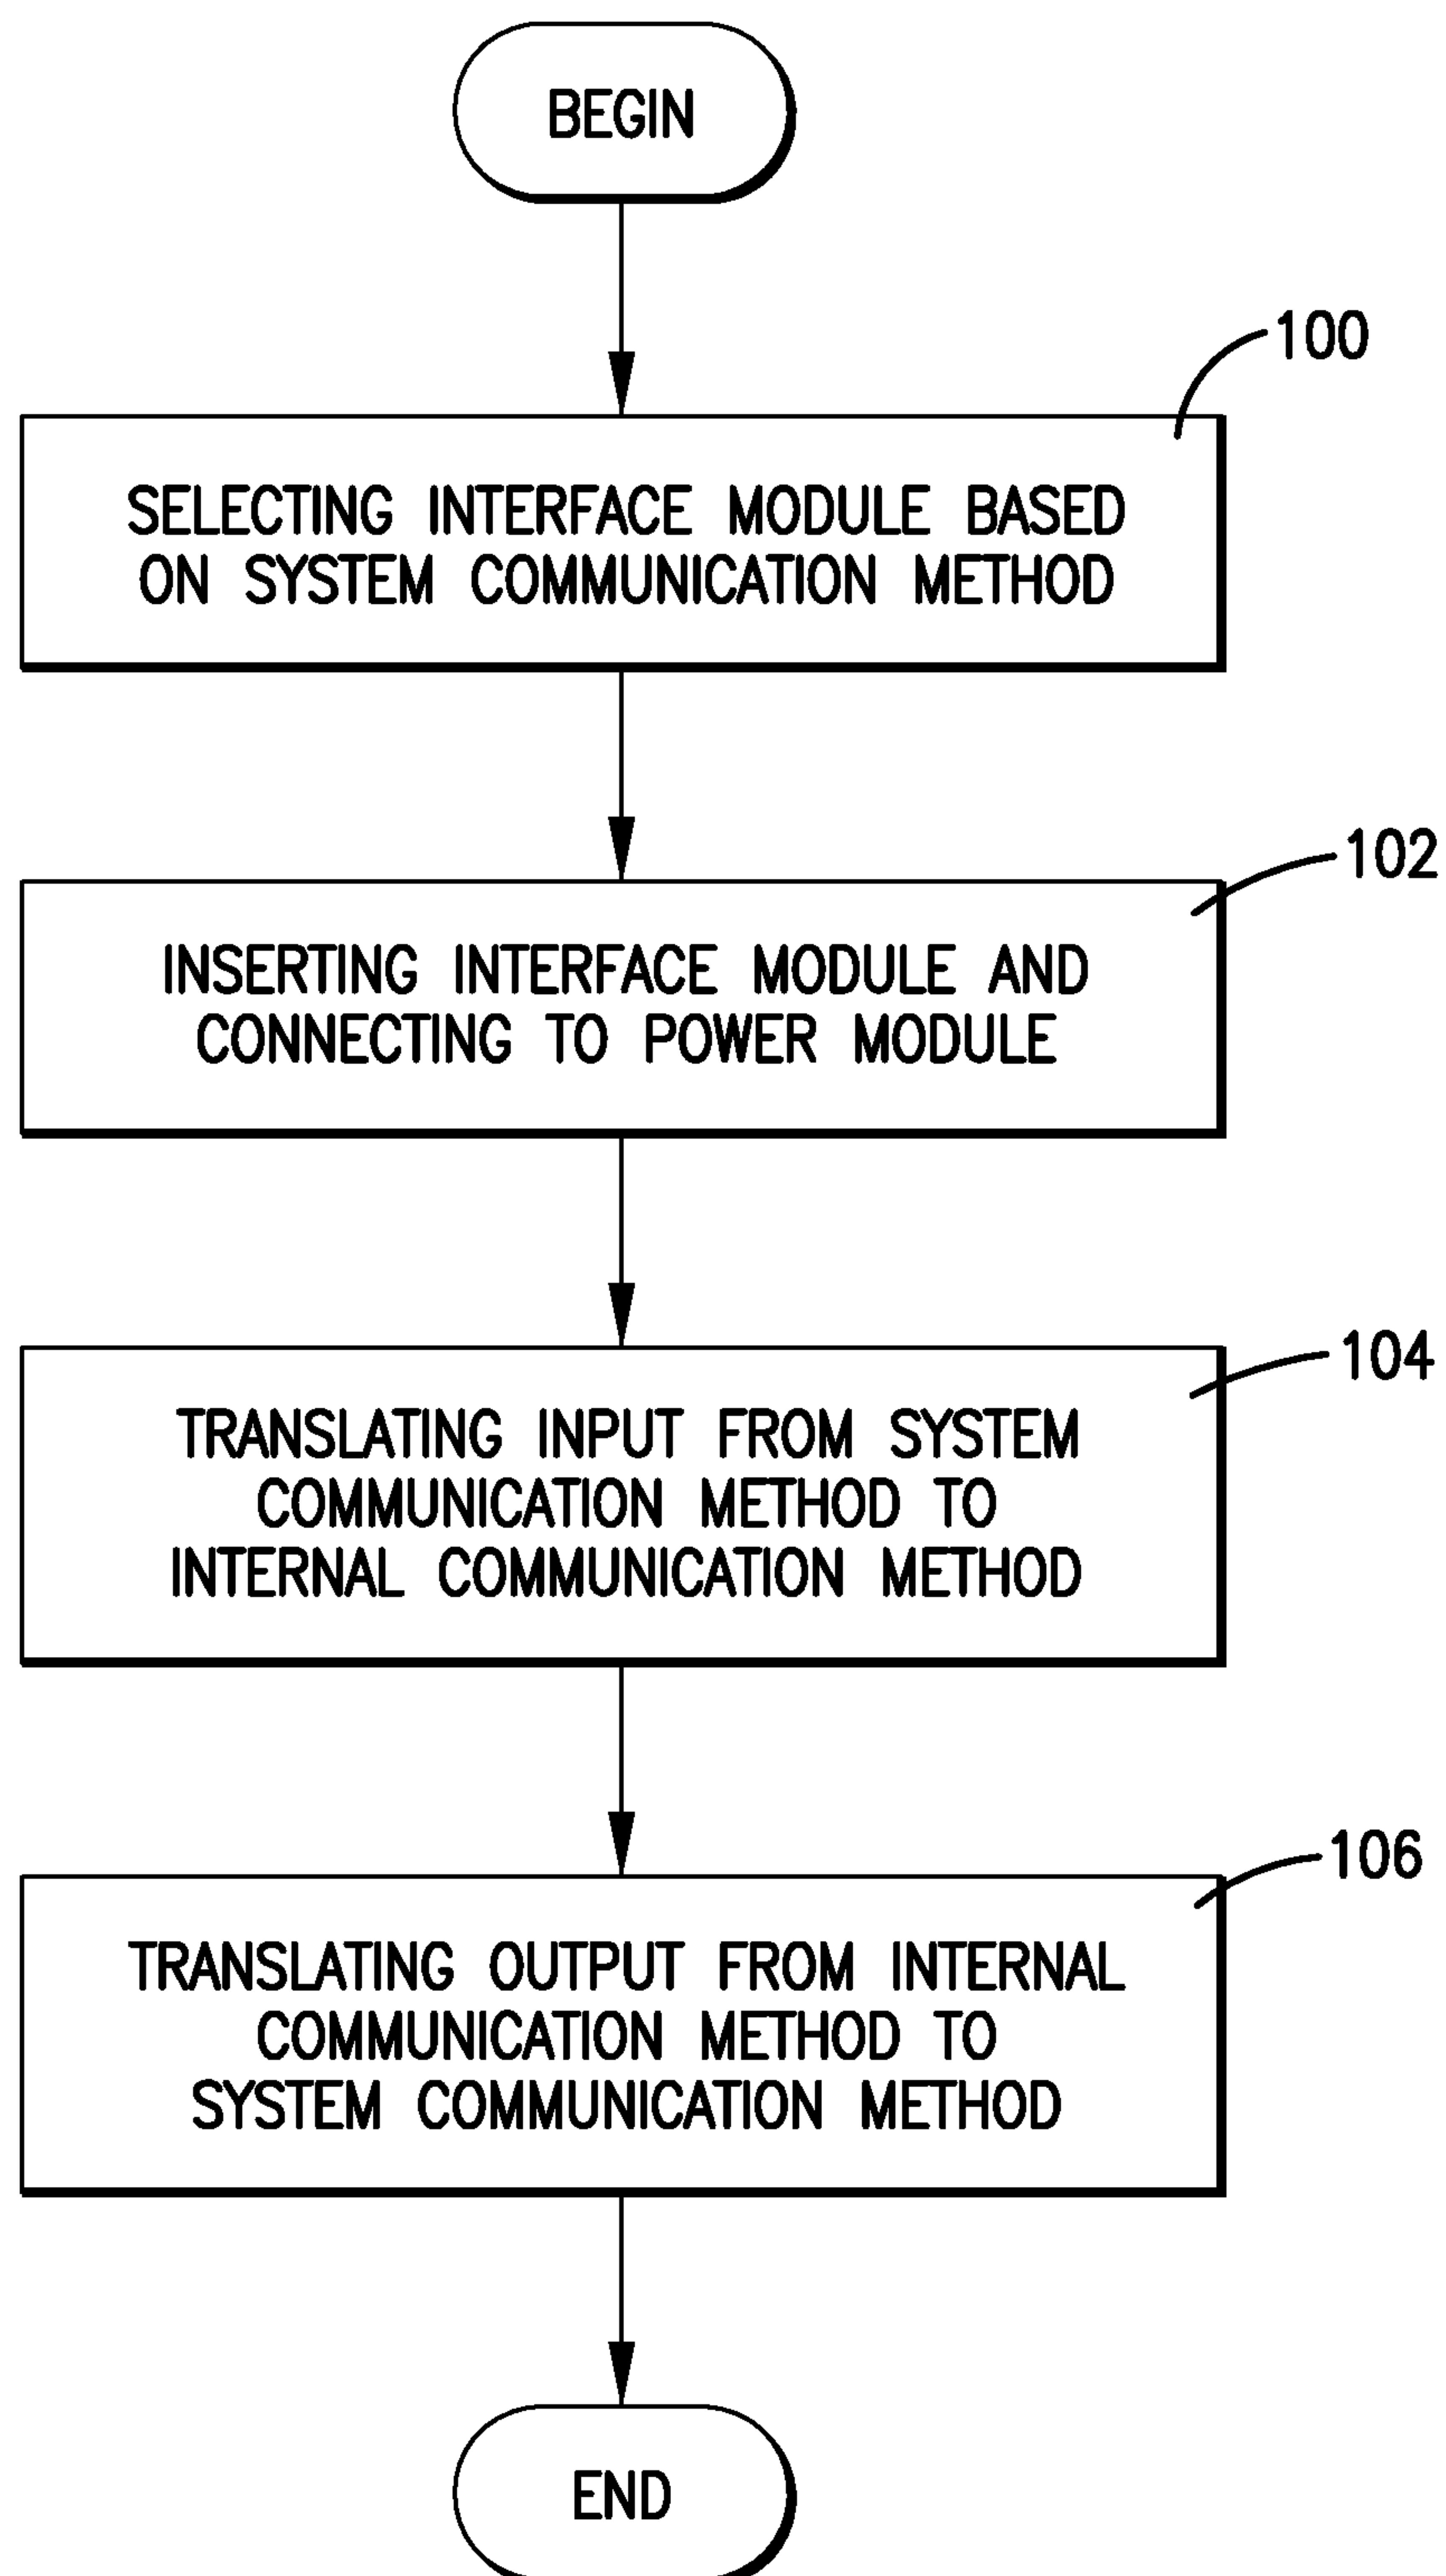 BEGIN
100
SELECTING INTERFACE MODULE BASED
ON SYSTEM COMMUNICATION METHOD
102
INSERTING INTERFACE MODULE AND
CONNECTING TO POWER MODULE
104
TRANSLATING INPUT FROM SYSTEM
COMMUNICATION METHOD TO
INTERNAL COMMUNICATION METHOD
106
TRANSLATING OUTPUT FROM INTERNAL
COMMUNICATION METHOD TO
SYSTEM COMMUNICATION METHOD
END